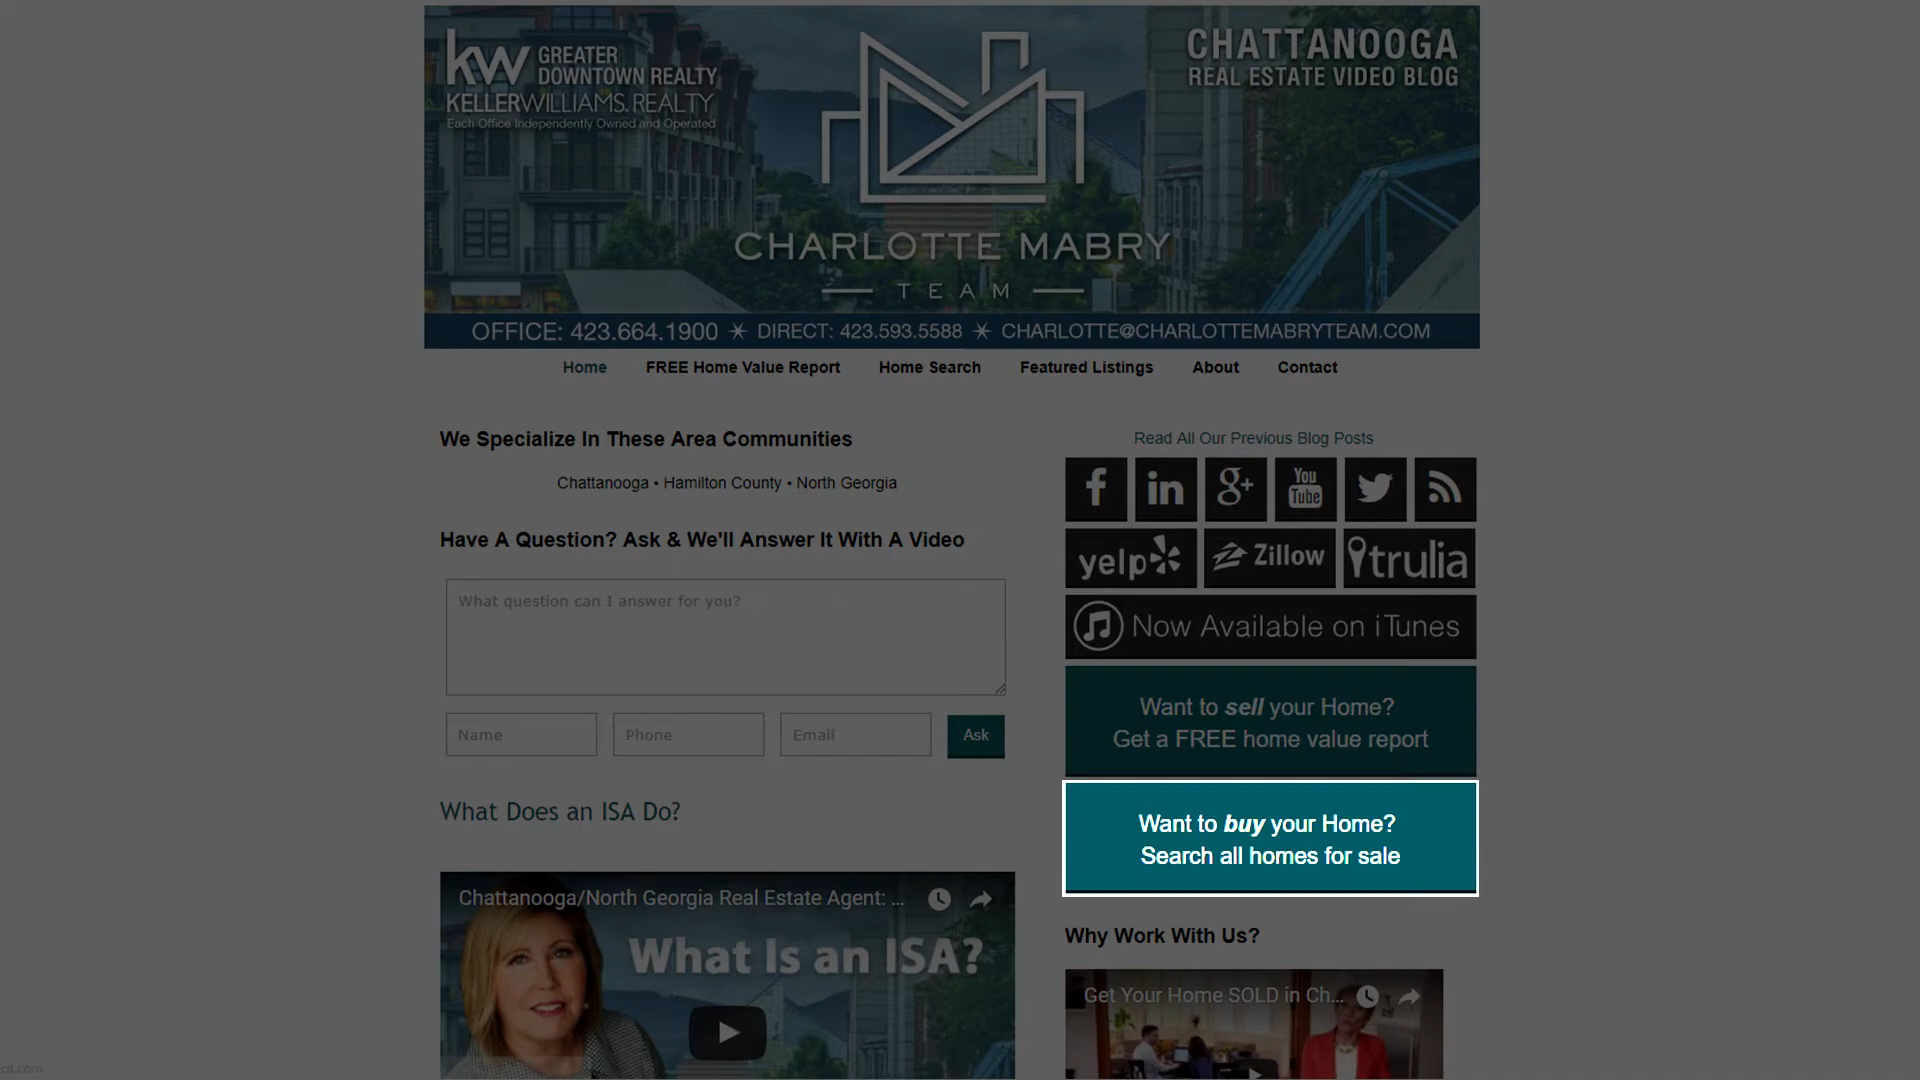 kw GREATER
DOWNTOWN REALTY
KELLERWILLIAMS. REALTY
Each Office Independently Owned and Operated
CHATTANOOGA
REAL ESTATE VIDEO BLOG
CHARLOTTE MABRY
TEAM
OFFICE: 423.664.1900 DIRECT: 423.593.5588 CHARLOTTE@CHARLOTTEMABRYTEAM.COM
Home FREE Home Value Report Home Search Featured Listings About Contact
We Specialize In These Area Communities
Chattanooga • Hamilton County • North Georgia
Have A Question? Ask & We'll Answer It With A Video
What question can I answer for you?
Name Phone Email Ask
What Does an ISA Do?
Chattanooga/North Georgia Real Estate Agent: ...
What Is an ISA?
Read All Our Previous Blog Posts
f in g+ You Tube
yelp Zillow trulia
Now Available on iTunes
Want to sell your Home?
Get a FREE home value report
Want to buy your Home?
Search all homes for sale
Why Work With Us?
Get Your Home SOLD in Ch...